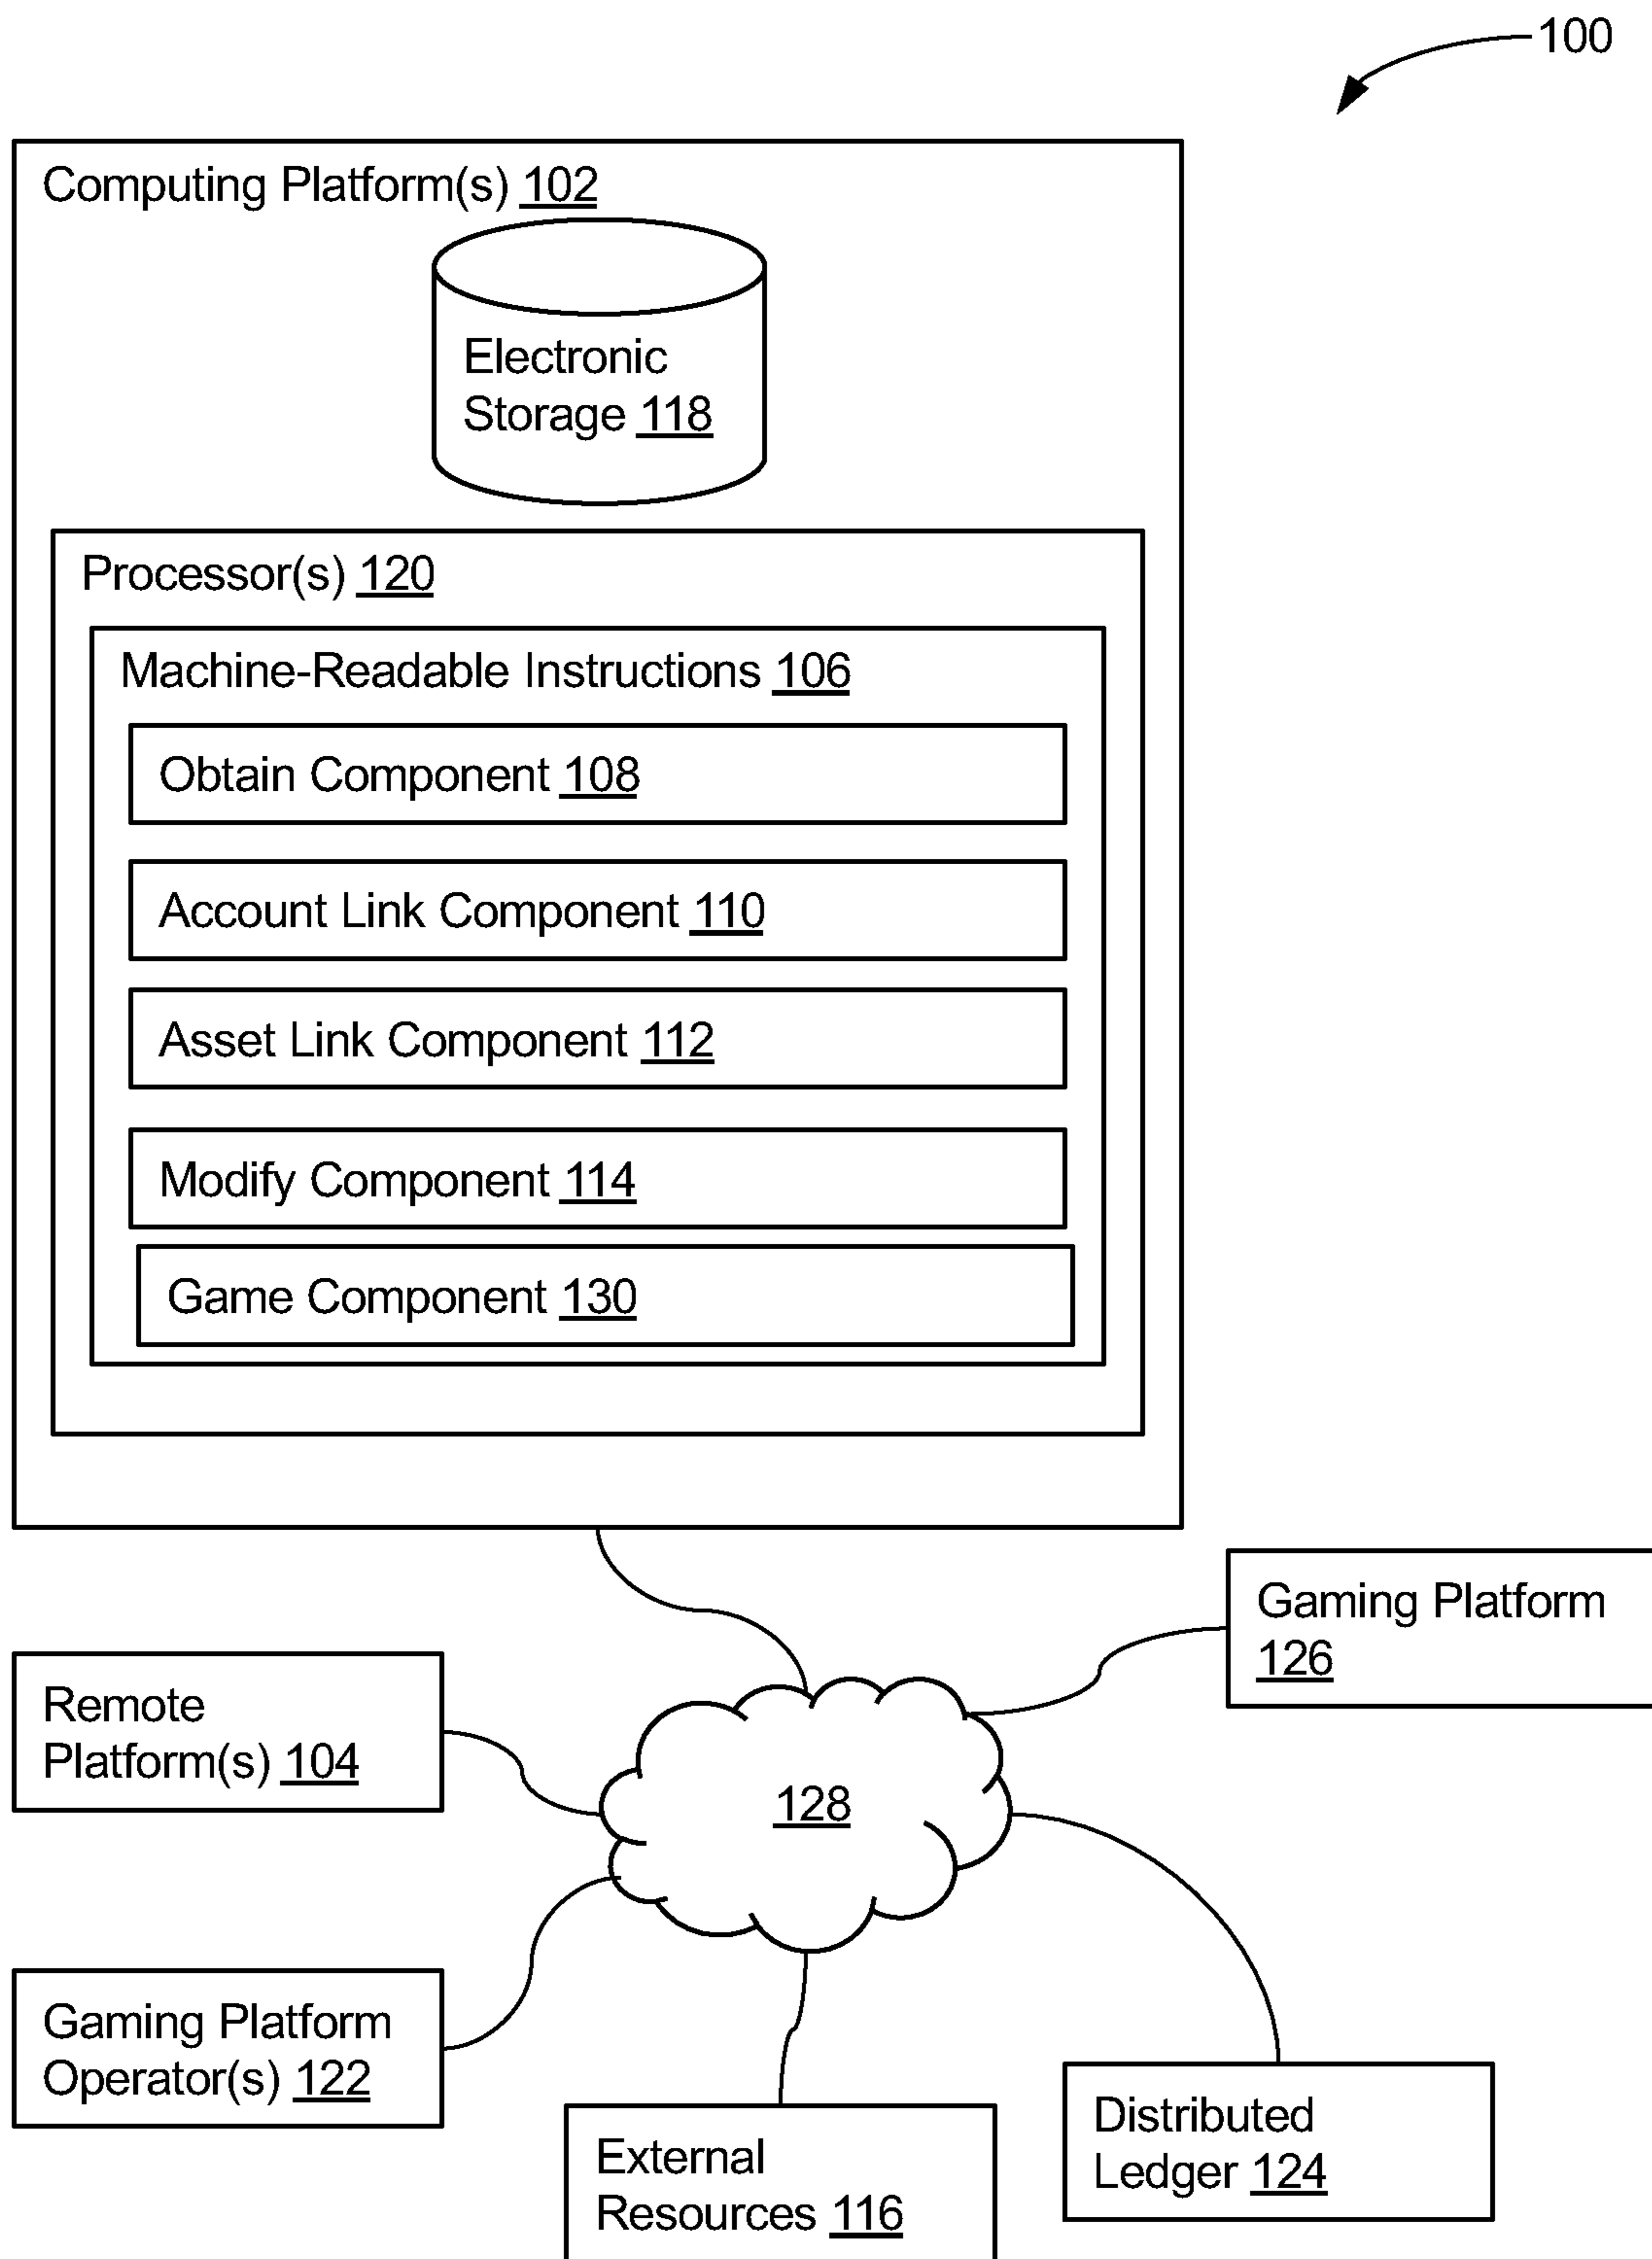 100
Computing Platform(s) 102
Electronic
Storage 118
Processor(s) 120
Machine-Readable Instructions 106
Obtain Component 108
Account Link Component 110
Asset Link Component 112
Modify Component 114
Game Component 130
Gaming Platform
126
Remote
Platform(s) 104
128
Gaming Platform
Operator(s) 122
External
Resources 116
Distributed
Ledger 124